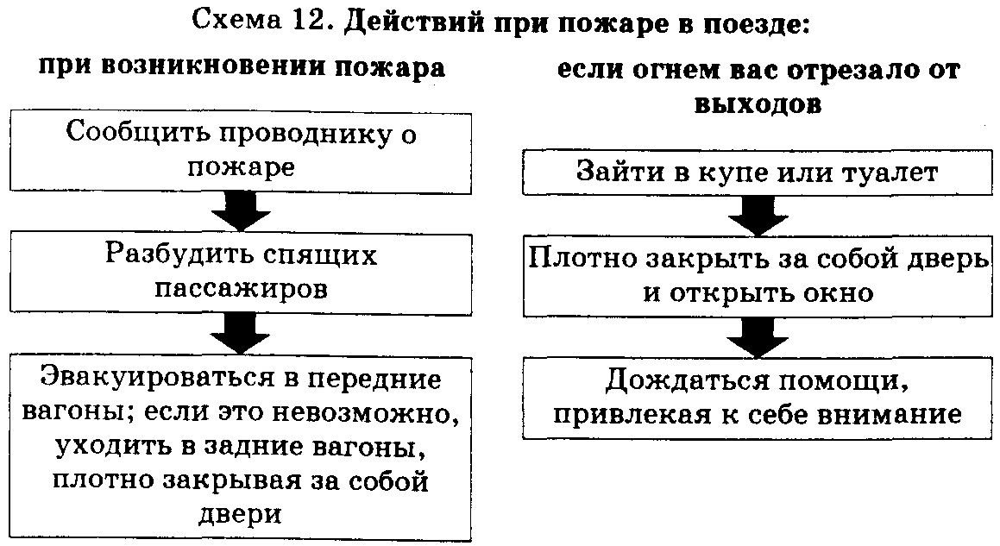 Схема 12. Действий при пожаре в поезде:
при возникновении пожара
Сообщить проводнику о
пожаре
Разбудить спящих
пассажиров
Эвакуироваться в передние
вагоны; если это невозможно,
уходить в задние вагоны,
плотно закрывая за собой
двери
если огнем вас отрезало от
выходов
Зайти в купе или туалет
Плотно закрыть за собой дверь
и открыть окно
Дождаться помощи,
привлекая к себе внимание